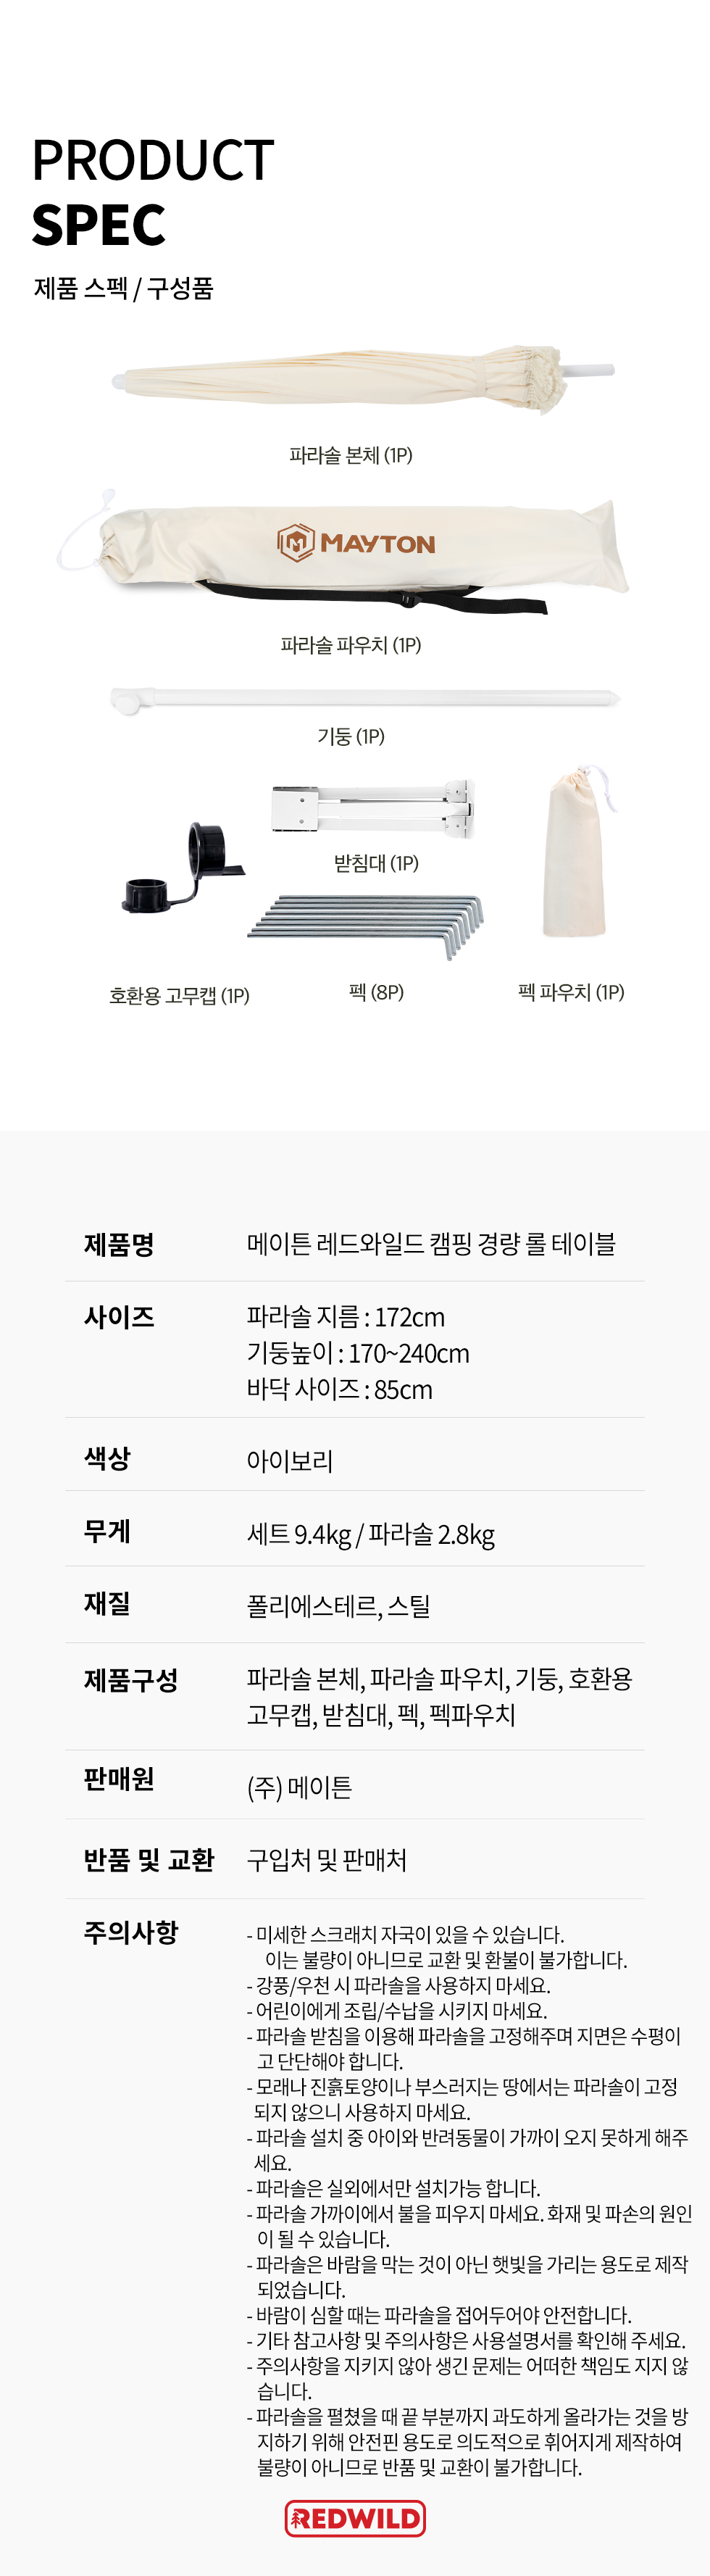 PRODUCT
SPEC
제품 스펙 / 구성품
파라솔 본체 (1P)
MAYTON
파라솔 파우치 (1P)
기둥 (1P)
받침대 (1P)
호환용 고무캡 (1P)
펙 (8P)
펙 파우치 (1P)
제품명 메이튼 레드와일드 캠핑 경량 롤 테이블
사이즈 파라솔 지름 : 172cm
기둥높이 : 170~240cm
바닥 사이즈 : 85cm
색상 아이보리
무게 세트 9.4kg / 파라솔 2.8kg
재질 폴리에스테르, 스틸
제품구성 파라솔 본체, 파라솔 파우치, 기둥, 호환용
고무캡, 받침대, 펙, 펙파우치
판매원 (주) 메이튼
반품 및 교환 구입처 및 판매처
주의사항 - 미세한 스크래치 자국이 있을 수 있습니다.
이는 불량이 아니므로 교환 및 환불이 불가합니다.
- 강풍/우천 시 파라솔을 사용하지 마세요.
- 어린이에게 조립/수납을 시키지 마세요.
- 파라솔 받침을 이용해 파라솔을 고정해주며 지면은 수평이
고 단단해야 합니다.
- 모래나 진흙토양이나 부스러지는 땅에서는 파라솔이 고정
되지 않으니 사용하지 마세요.
- 파라솔 설치 중 아이와 반려동물이 가까이 오지 못하게 해주
세요.
- 파라솔은 실외에서만 설치가능 합니다.
- 파라솔 가까이에서 불을 피우지 마세요. 화재 및 파손의 원인
이 될 수 있습니다.
- 파라솔은 바람을 막는 것이 아닌 햇빛을 가리는 용도로 제작
되었습니다.
- 바람이 심할 때는 파라솔을 접어두어야 안전합니다.
- 기타 참고사항 및 주의사항은 사용설명서를 확인해 주세요.
- 주의사항을 지키지 않아 생긴 문제는 어떠한 책임도 지지 않
습니다.
- 파라솔을 펼쳤을 때 끝 부분까지 과도하게 올라가는 것을 방
지하기 위해 안전핀 용도로 의도적으로 휘어지게 제작하여
불량이 아니므로 반품 및 교환이 불가합니다.
REDWILD